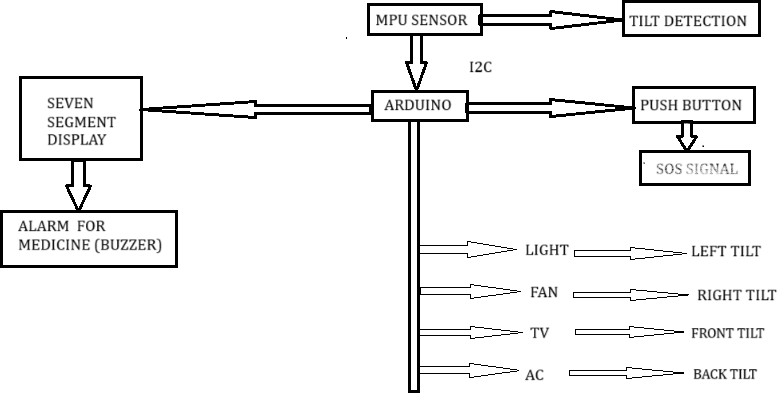 MPU SENSOR
TILT DETECTION
I2C
SEVEN
SEGMENT
DISPLAY
ARDUINO
PUSH BUTTON
SOS SIGNAL
ALARM FOR
MEDICINE (BUZZER)
LIGHT
LEFT TILT
FAN
RIGHT TILT
TV
FRONT TILT
AC
BACK TILT